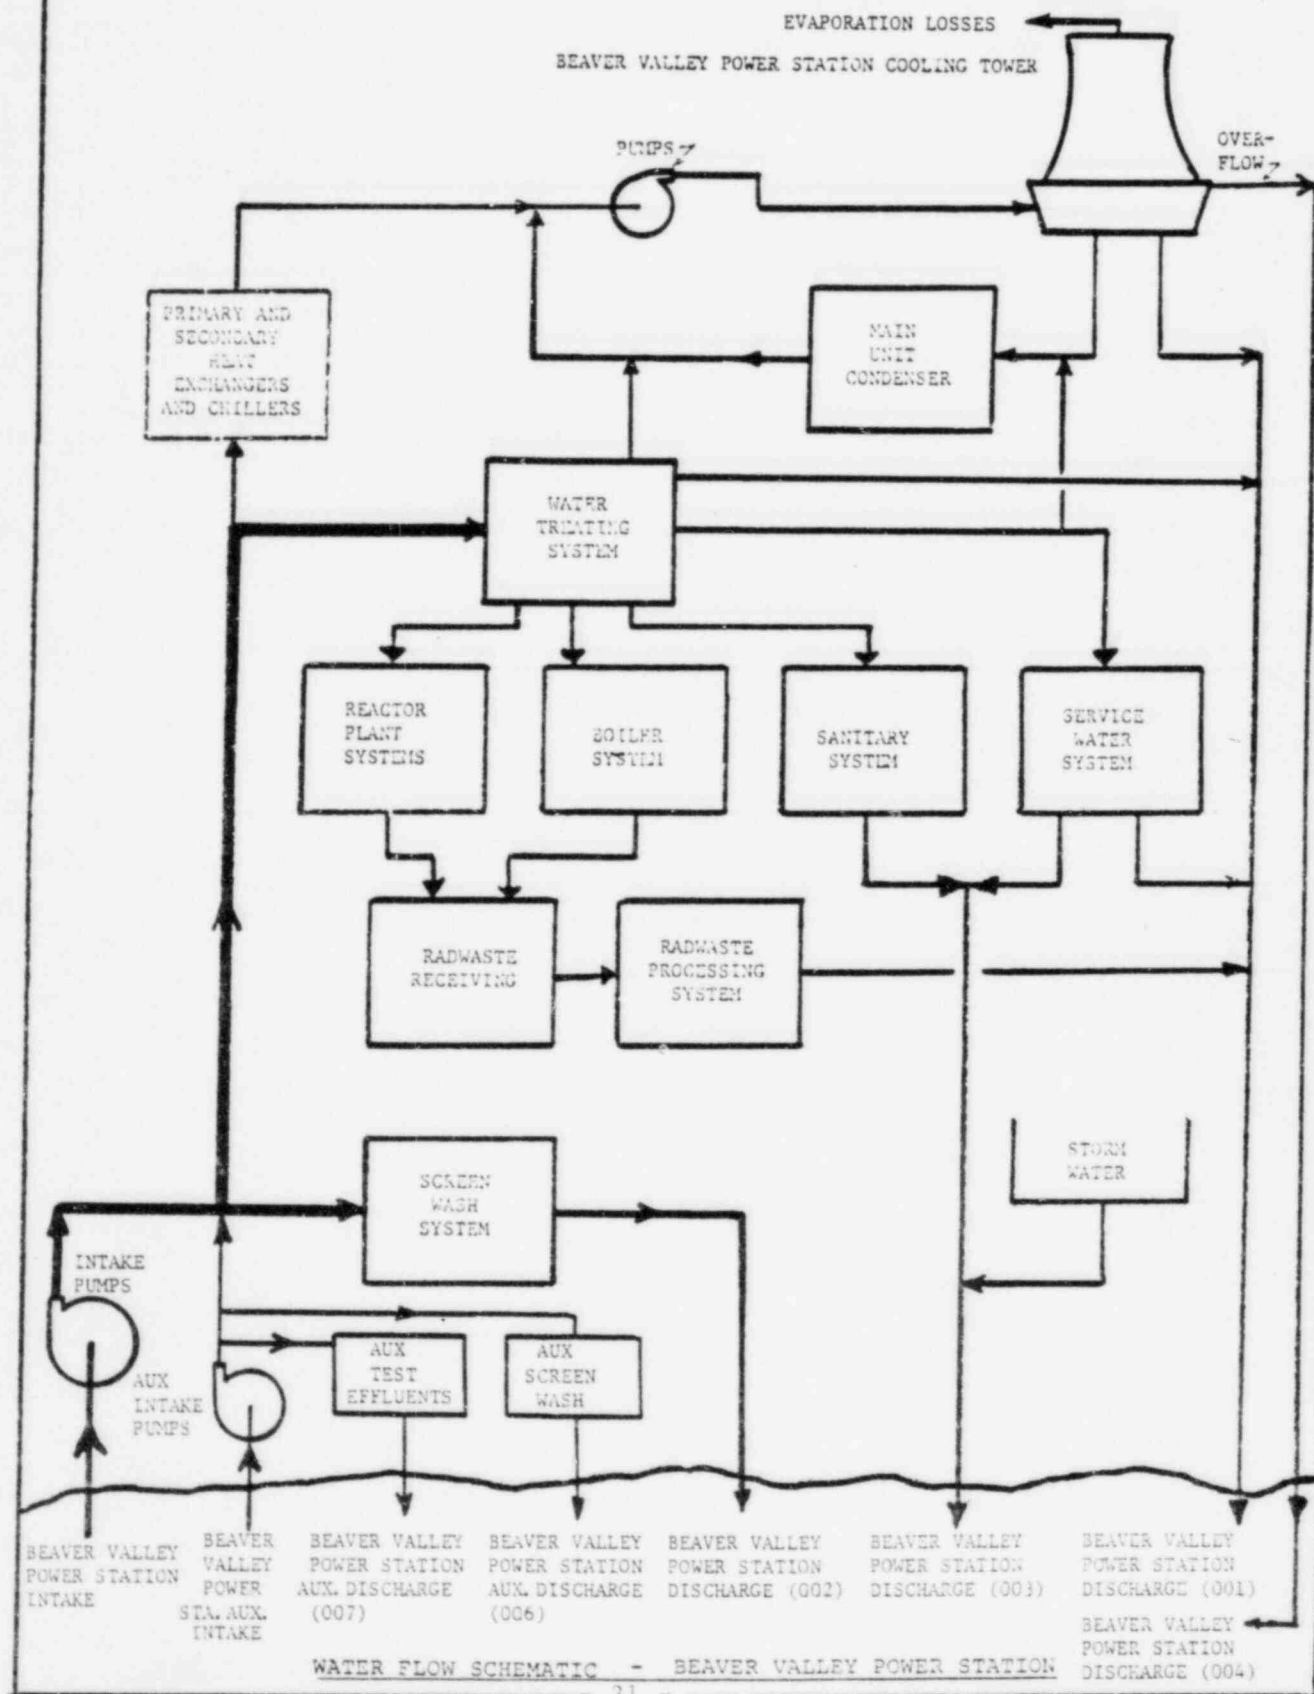 EVAPORATION LOSSES
BEAVER VALLEY POWER STATION COOLING TOWER
PUMPS
OVER-
FLOW
PRIMARY AND
SECONDARY
HEAT
EXCHANGERS
AND CHILLERS
MAIN
UNIT
CONDENSER
WATER
TREATING
SYSTEM
REACTOR
PLANT
SYSTEMS
BOILER
SYSTEM
SANITARY
SYSTEM
SERVICE
WATER
SYSTEM
RADWASTE
RECEIVING
RADWASTE
PROCESSING
SYSTEM
STORM
WATER
SCREEN
WASH
SYSTEM
INTAKE
PUMPS
AUX
INTAKE
PUMPS
AUX
TEST
EFFLUENTS
AUX
SCREEN
WASH
BEAVER VALLEY
POWER STATION
INTAKE
BEAVER
VALLEY
POWER
STA. AUX.
INTAKE
BEAVER VALLEY
POWER STATION
AUX. DISCHARGE
(007)
BEAVER VALLEY
POWER STATION
AUX. DISCHARGE
(006)
BEAVER VALLEY
POWER STATION
DISCHARGE (002)
BEAVER VALLEY
POWER STATION
DISCHARGE (003)
BEAVER VALLEY
POWER STATION
DISCHARGE (001)
BEAVER VALLEY
POWER STATION
DISCHARGE (004)
WATER FLOW SCHEMATIC - BEAVER VALLEY POWER STATION